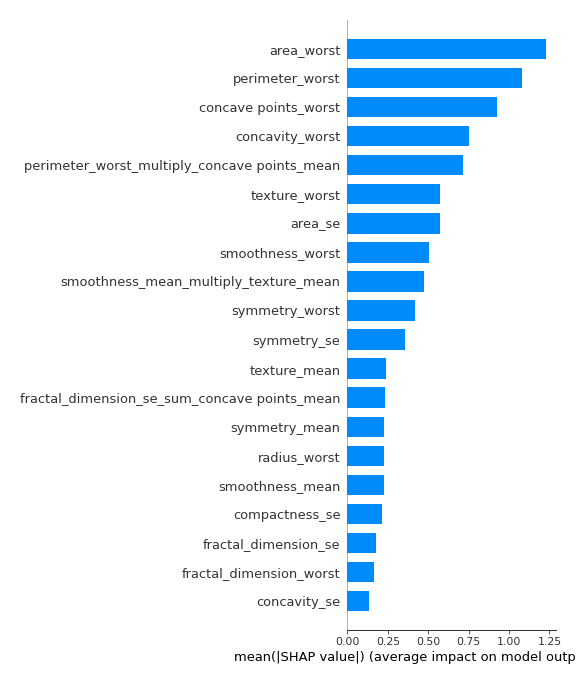 area_worst
perimeter_worst
concave points_worst
concavity_worst
perimeter_worst_multiply_concave points_mean
texture_worst
area_se
smoothness_worst
smoothness_mean_multiply_texture_mean
symmetry_worst
symmetry_se
texture_mean
fractal_dimension_se_sum_concave points_mean
symmetry_mean
radius_worst
smoothness_mean
compactness_se
fractal_dimension_se
fractal_dimension_worst
concavity_se
0.00 0.25 0.50 0.75 1.00 1.25
mean(|SHAP value|) (average impact on model outp